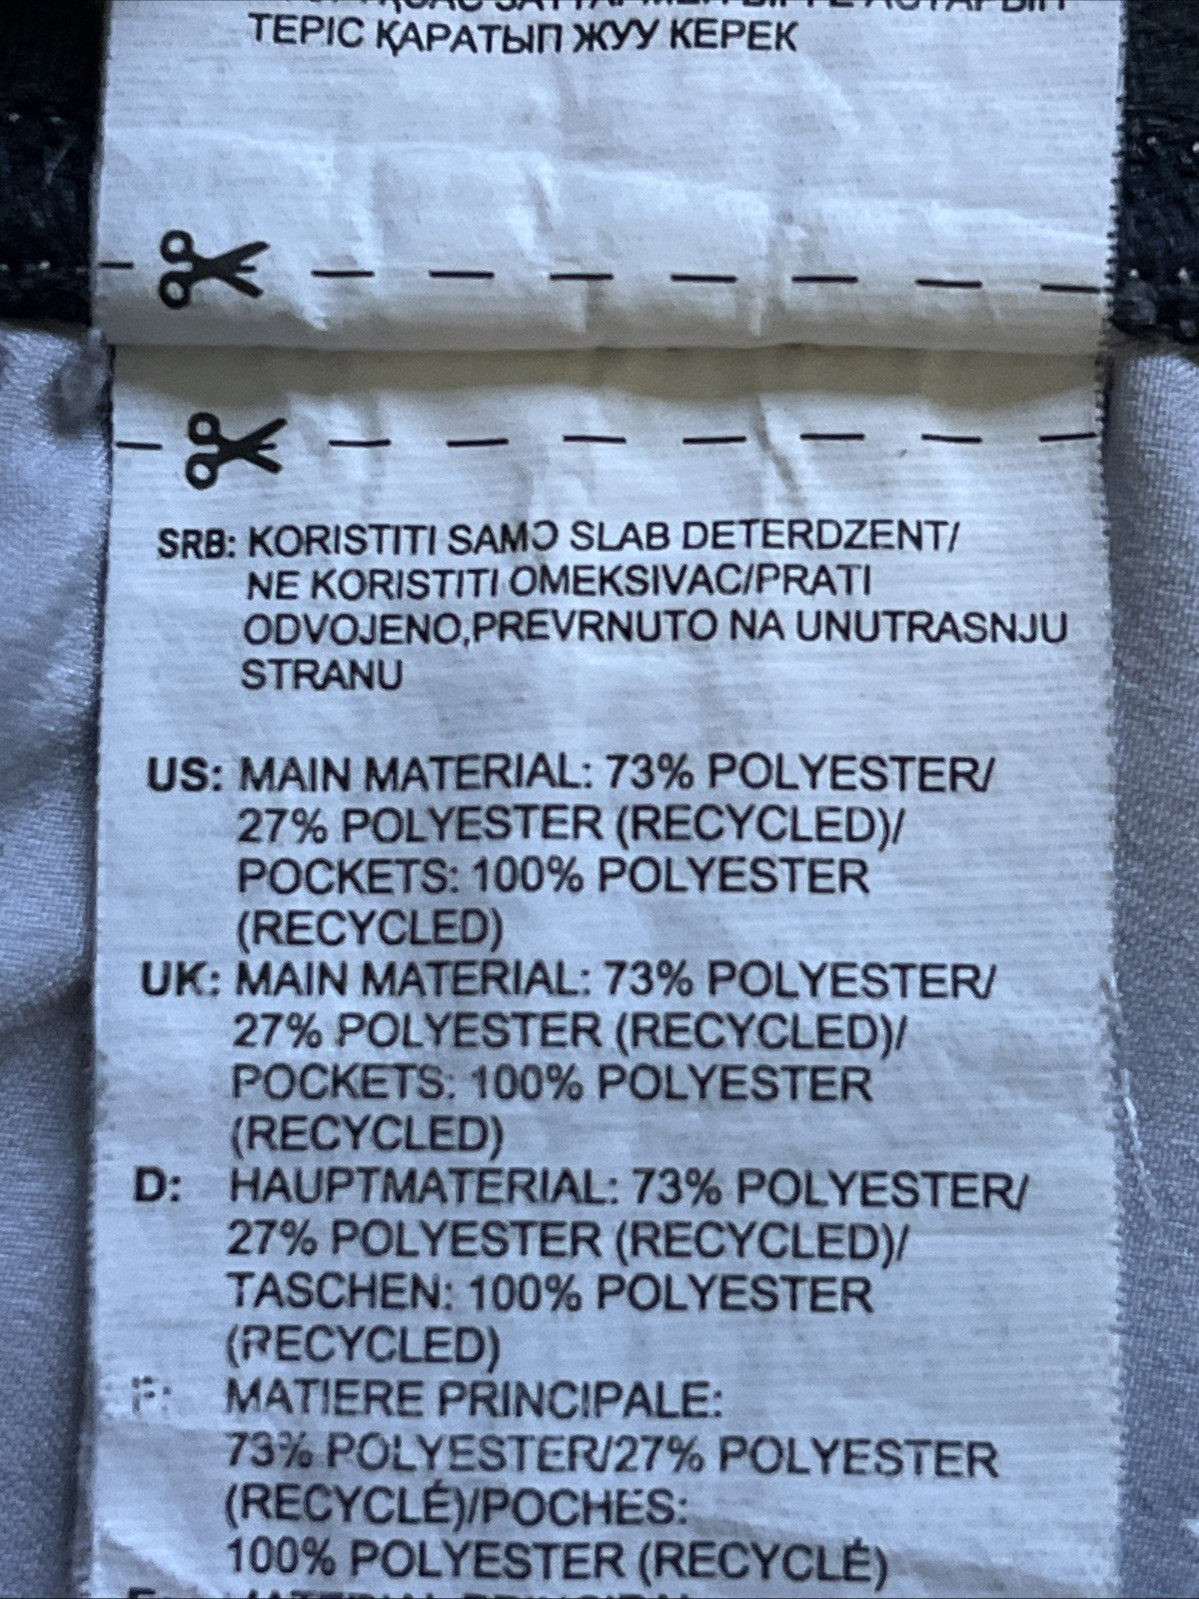 ТЕРІС ҚАРАТЫП ЖУУ КЕРЕК
SRB: KORISTITI SAMO SLAB DETERDZENT/
NE KORISTITI OMEKSIVAC/PRATI
ODVOJENO,PREVRNUTO NA UNUTRASNJU
STRANU
US: MAIN MATERIAL: 73% POLYESTER/
27% POLYESTER (RECYCLED)/
POCKETS: 100% POLYESTER
(RECYCLED)
UK: MAIN MATERIAL: 73% POLYESTER/
27% POLYESTER (RECYCLED)/
POCKETS: 100% POLYESTER
(RECYCLED)
D: HAUPTMATERIAL: 73% POLYESTER/
27% POLYESTER (RECYCLED)/
TASCHEN: 100% POLYESTER
(RECYCLED)
F: MATIERE PRINCIPALE:
73% POLYESTER/27% POLYESTER
(RECYCLÉ)/POCHES:
100% POLYESTER (RECYCLÉ)